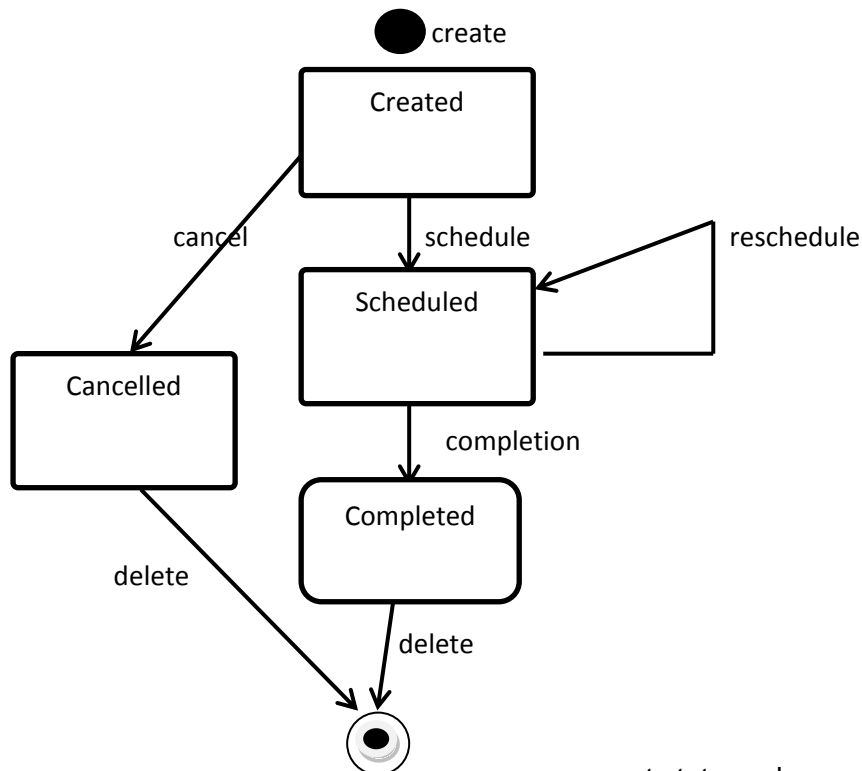 create
Created
cancel
schedule
reschedule
Scheduled
Cancelled
completion
Completed
delete
delete